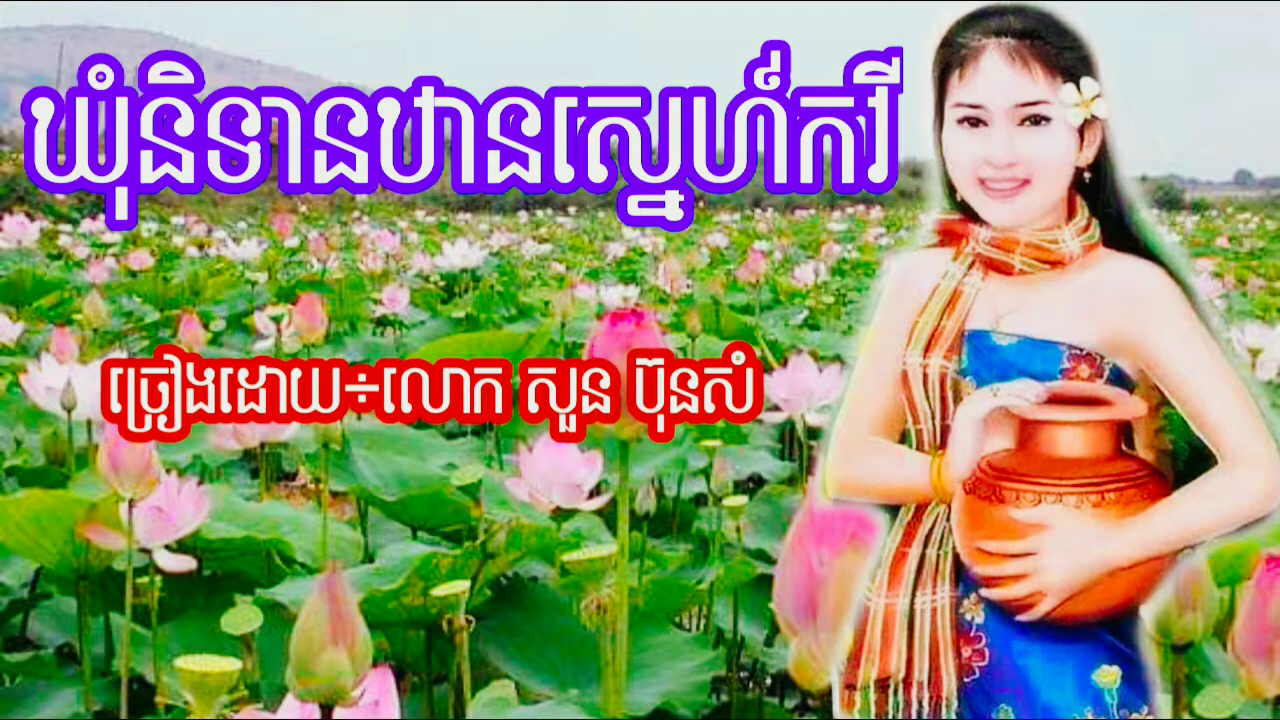 ឃុំនិទានឋានស្នេហ៍កវី
ច្រៀងដោយ÷លោក សួន ប៊ុនសំ